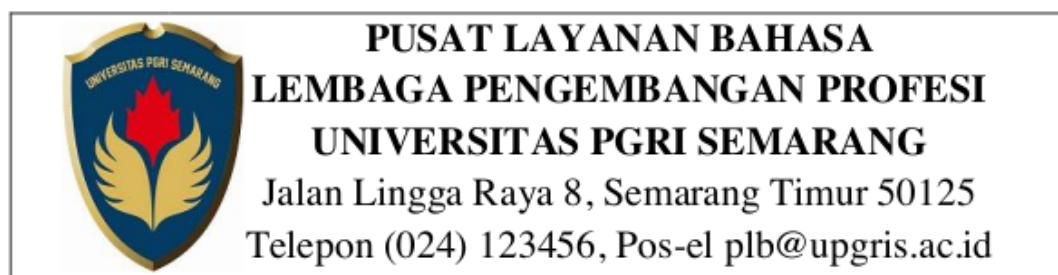 UNIVERSITAS PGRI SEMARANG
PUSAT LAYANAN BAHASA
LEMBAGA PENGEMBANGAN PROFESI
UNIVERSITAS PGRI SEMARANG
Jalan Lingga Raya 8, Semarang Timur 50125
Telepon (024) 123456, Pos-el plb@upgris.ac.id